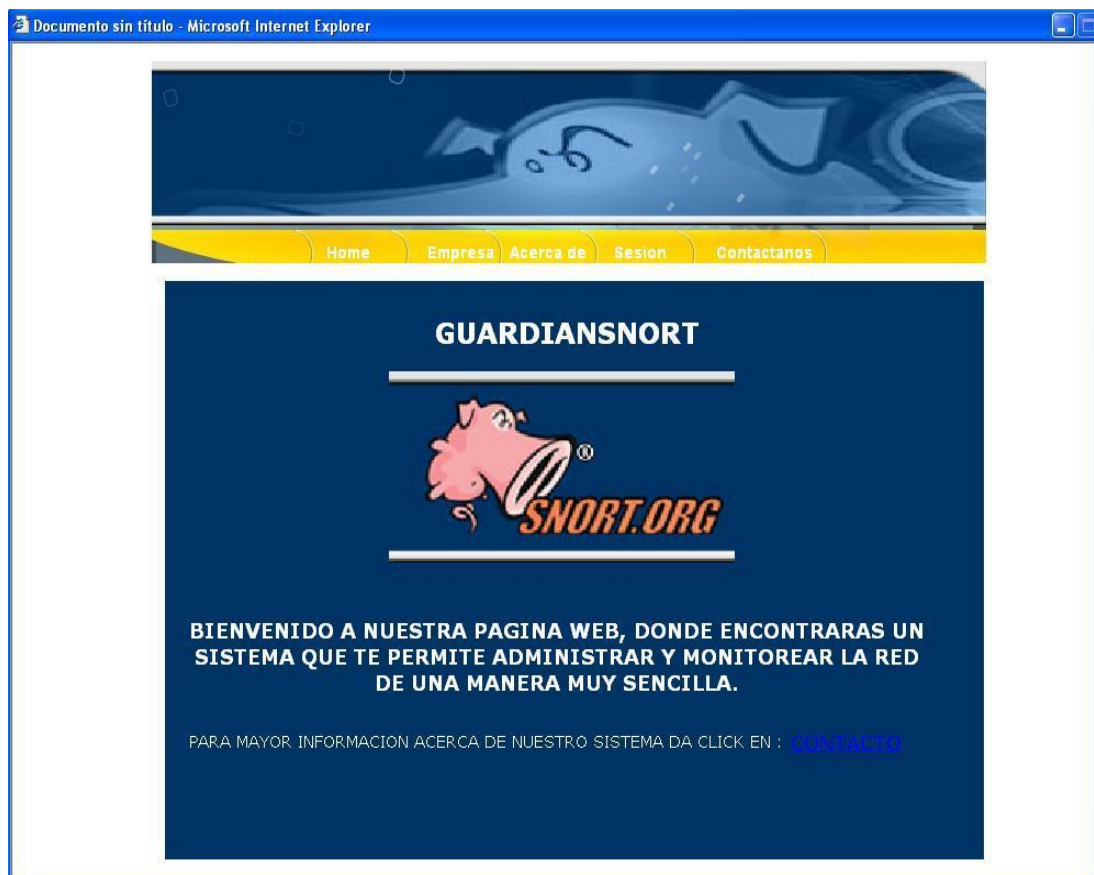 Documento sin título - Microsoft Internet Explorer
Home Empresa Acerca de Sesion Contactanos
GUARDIANSNORT
®
SNORT.ORG
BIENVENIDO A NUESTRA PAGINA WEB, DONDE ENCONTRARAS UN
SISTEMA QUE TE PERMITE ADMINISTRAR Y MONITOREAR LA RED
DE UNA MANERA MUY SENCILLA.
PARA MAYOR INFORMACION ACERCA DE NUESTRO SISTEMA DA CLICK EN : CONTACTO